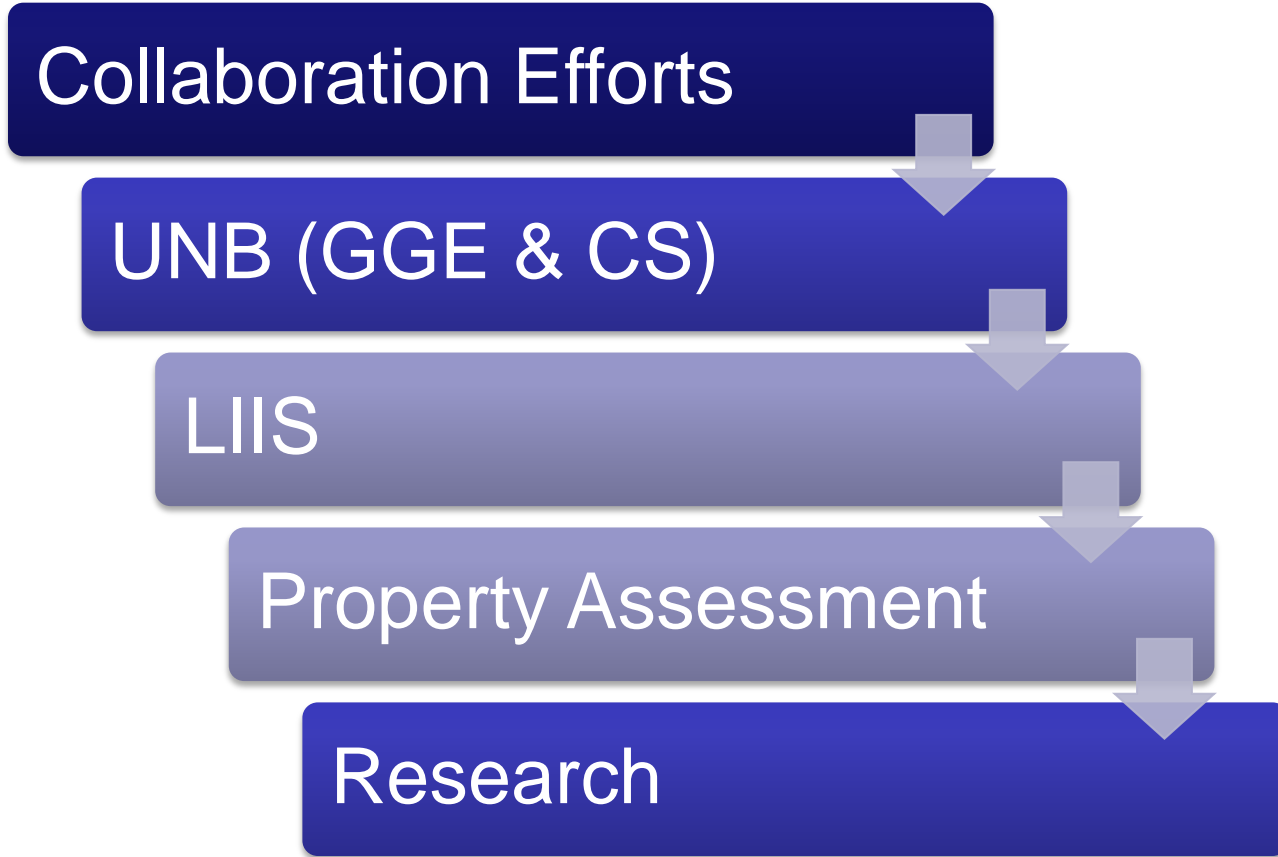 Collaboration Efforts
UNB (GGE & CS)
LIIS
Property Assessment
Research